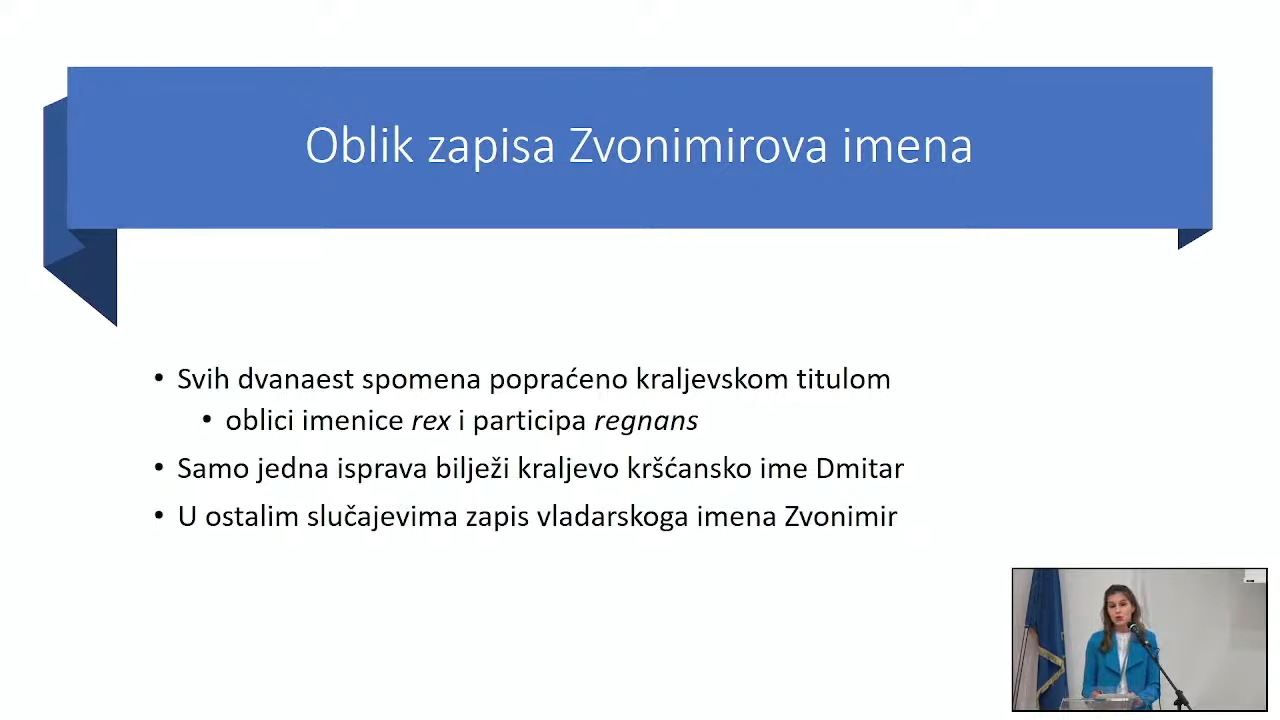 Oblik zapisa Zvonimirova imena
• Svih dvanaest spomena popraćeno kraljevskom titulom
• oblici imenice rex i participa regnans
• Samo jedna isprava bilježi kraljevo kršćansko ime Dmitar
• U ostalim slučajevima zapis vladarskoga imena Zvonimir